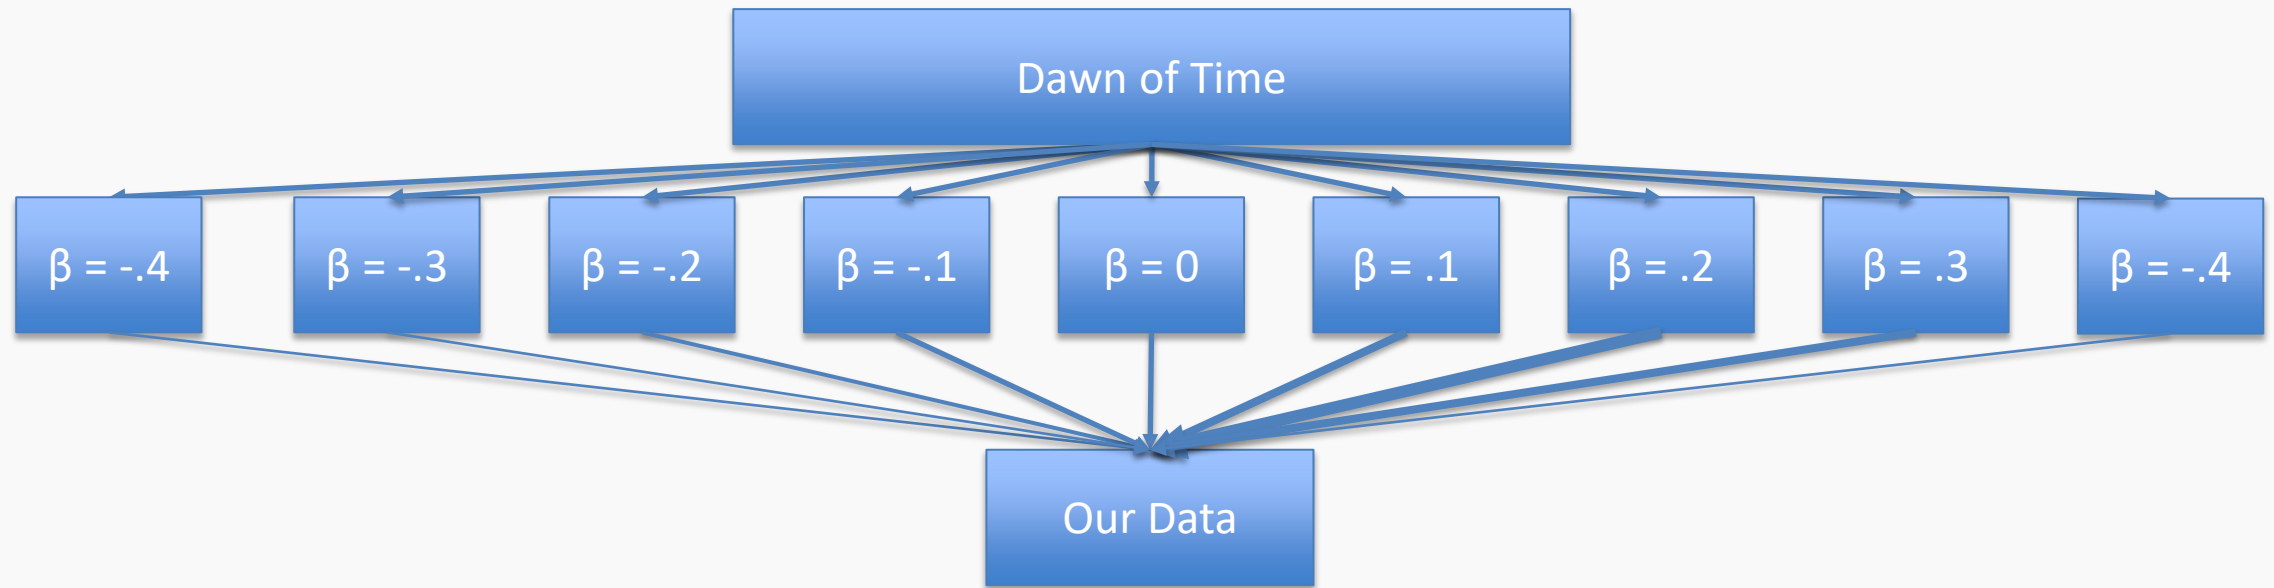 Dawn of Time
β = -.4
β = -.3
β = -.2
β = -.1
β = 0
β = .1
β = .2
β = .3
β = -.4
Our Data